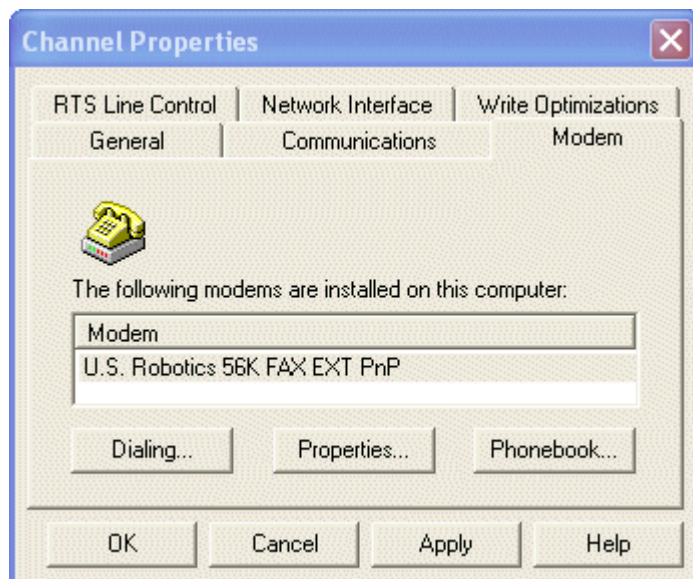 Channel Properties
RTS Line Control Network Interface Write Optimizations
General Communications Modem
The following modems are installed on this computer:
Modem
U.S. Robotics 56K FAX EXT PnP
Dialing... Properties... Phonebook...
OK Cancel Apply Help